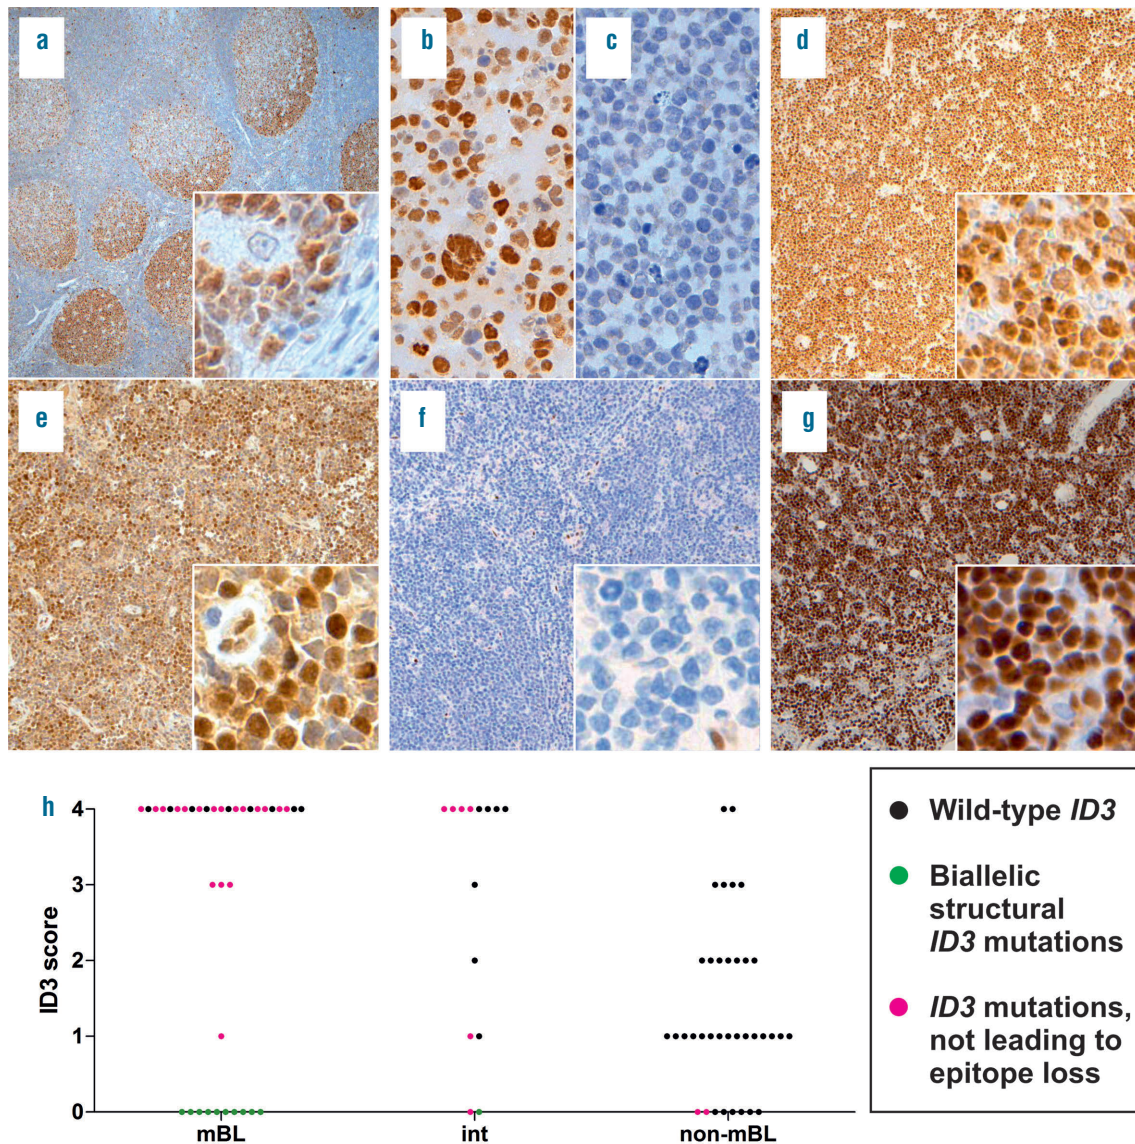 a
b
c
d
e
f
g
h
4
3
2
1
0
ID3 score
mBL
int
non-mBL
Wild-type ID3
Biallelic
structural
ID3 mutations
ID3 mutations,
not leading to
epitope loss